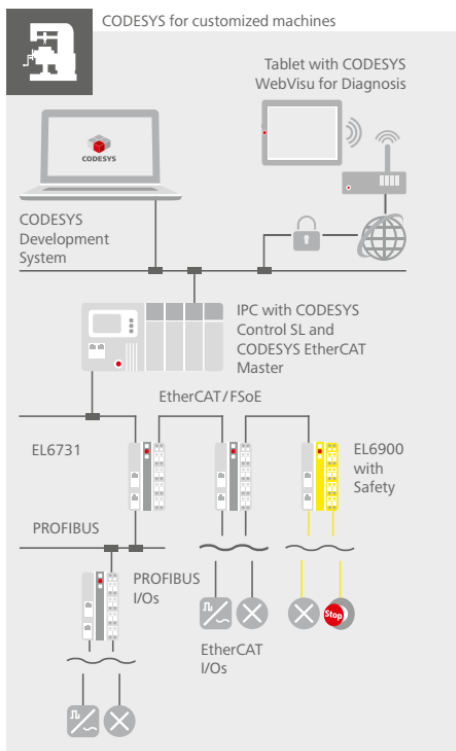 CODESYS for customized machines
Tablet with CODESYS
WebVisu for Diagnosis
CODESYS
CODESYS
Development
System
IPC with CODESYS
Control SL and
CODESYS EtherCAT
Master
EtherCAT/FSoE
EL6731
EL6900
with
Safety
PROFIBUS
PROFIBUS
I/Os
Stop
EtherCAT
I/Os